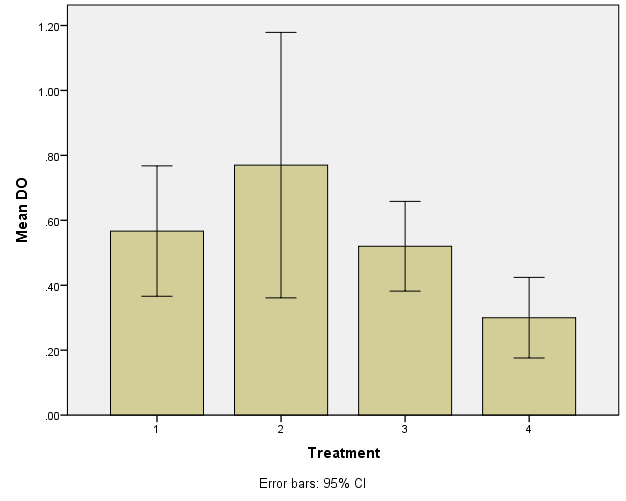 Mean DO
1.20
1.00
.80
.60
.40
.20
.00
1 2 3 4
Treatment
Error bars: 95% CI